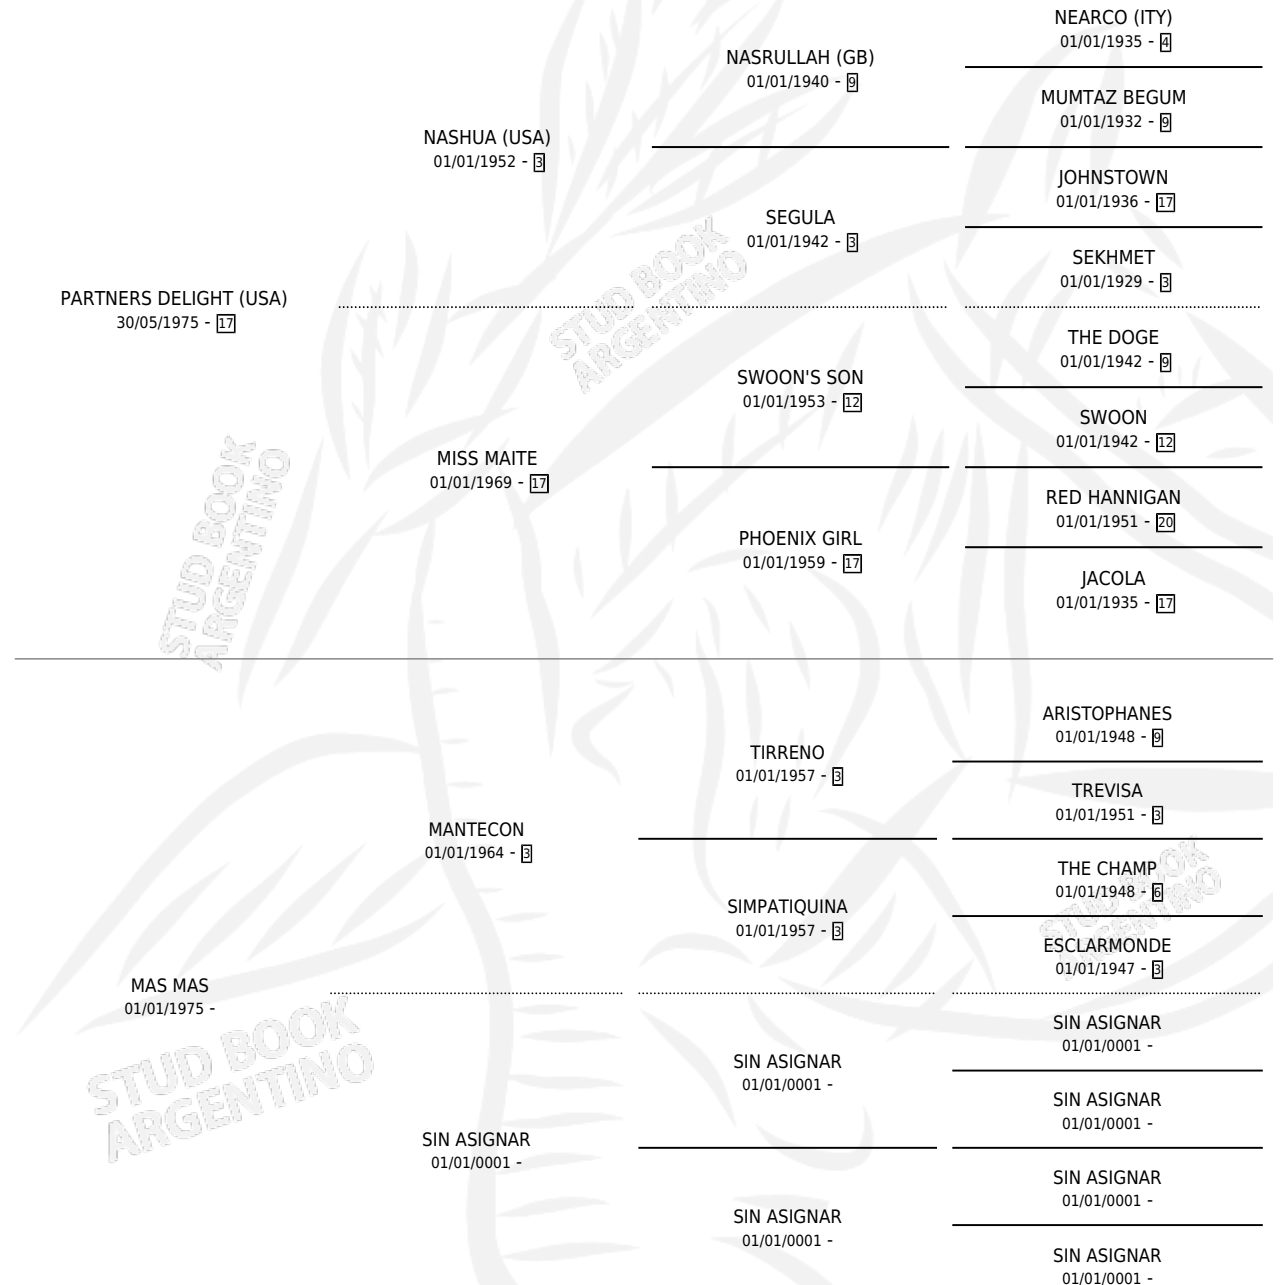 NEARCO (ITY)
01/01/1935 - 4
NASRULLAH (GB)
01/01/1940 - 9
MUMTAZ BEGUM
01/01/1932 - 9
NASHUA (USA)
01/01/1952 - 3
JOHNSTOWN
01/01/1936 - 17
SEGULA
01/01/1942 - 3
SEKHMET
01/01/1929 - 3
PARTNERS DELIGHT (USA)
30/05/1975 - 17
THE DOGE
01/01/1942 - 9
SWOON'S SON
01/01/1953 - 12
SWOON
01/01/1942 - 12
MISS MAITE
01/01/1969 - 17
RED HANNIGAN
01/01/1951 - 20
PHOENIX GIRL
01/01/1959 - 17
JACOLA
01/01/1935 - 17
ARISTOPHANES
01/01/1948 - 9
TIRRENO
01/01/1957 - 3
TREVISA
01/01/1951 - 3
MANTECON
01/01/1964 - 3
THE CHAMP
01/01/1948 - 6
SIMPATIQUINA
01/01/1957 - 3
ESCLARMONDE
01/01/1947 - 3
MAS MAS
01/01/1975 -
SIN ASIGNAR
01/01/0001 -
SIN ASIGNAR
01/01/0001 -
SIN ASIGNAR
01/01/0001 -
SIN ASIGNAR
01/01/0001 -
SIN ASIGNAR
01/01/0001 -
SIN ASIGNAR
01/01/0001 -
SIN ASIGNAR
01/01/0001 -
STUD BOOK
ARGENTINO
STUD BOOK
ARGENTINO
STUD BOOK
ARGENTINO
STUD BOOK
ARGENTINO